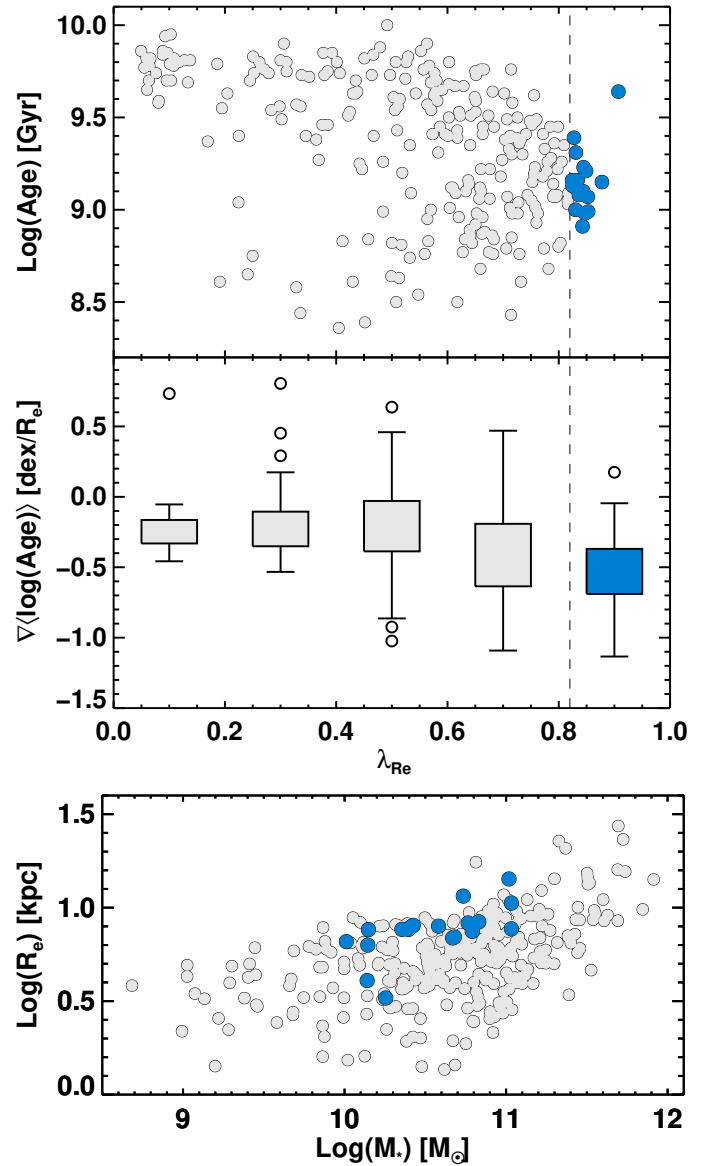 10.0
9.5
9.0
8.5
Log(Age) [Gyr]
0.5
0.0
−0.5
−1.0
−1.5
∇⟨log(Age)⟩ [dex/Re]
0.0 0.2 0.4 0.6 0.8 1.0
λRe
1.5
1.0
0.5
0.0
Log(Re) [kpc]
9 10 11 12
Log(M*) [M⊙]